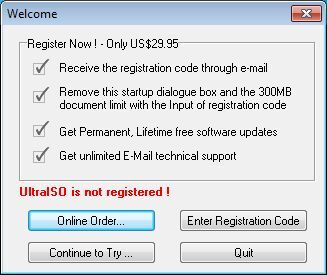 Welcome
Register Now ! - Only US$29.95
Receive the registration code through e-mail
Remove this startup dialogue box and the 300MB
document limit with the Input of registration code
Get Permanent, Lifetime free software updates
Get unlimited E-Mail technical support
UltraISO is not registered !
Online Order...
Enter Registration Code
Continue to Try ...
Quit